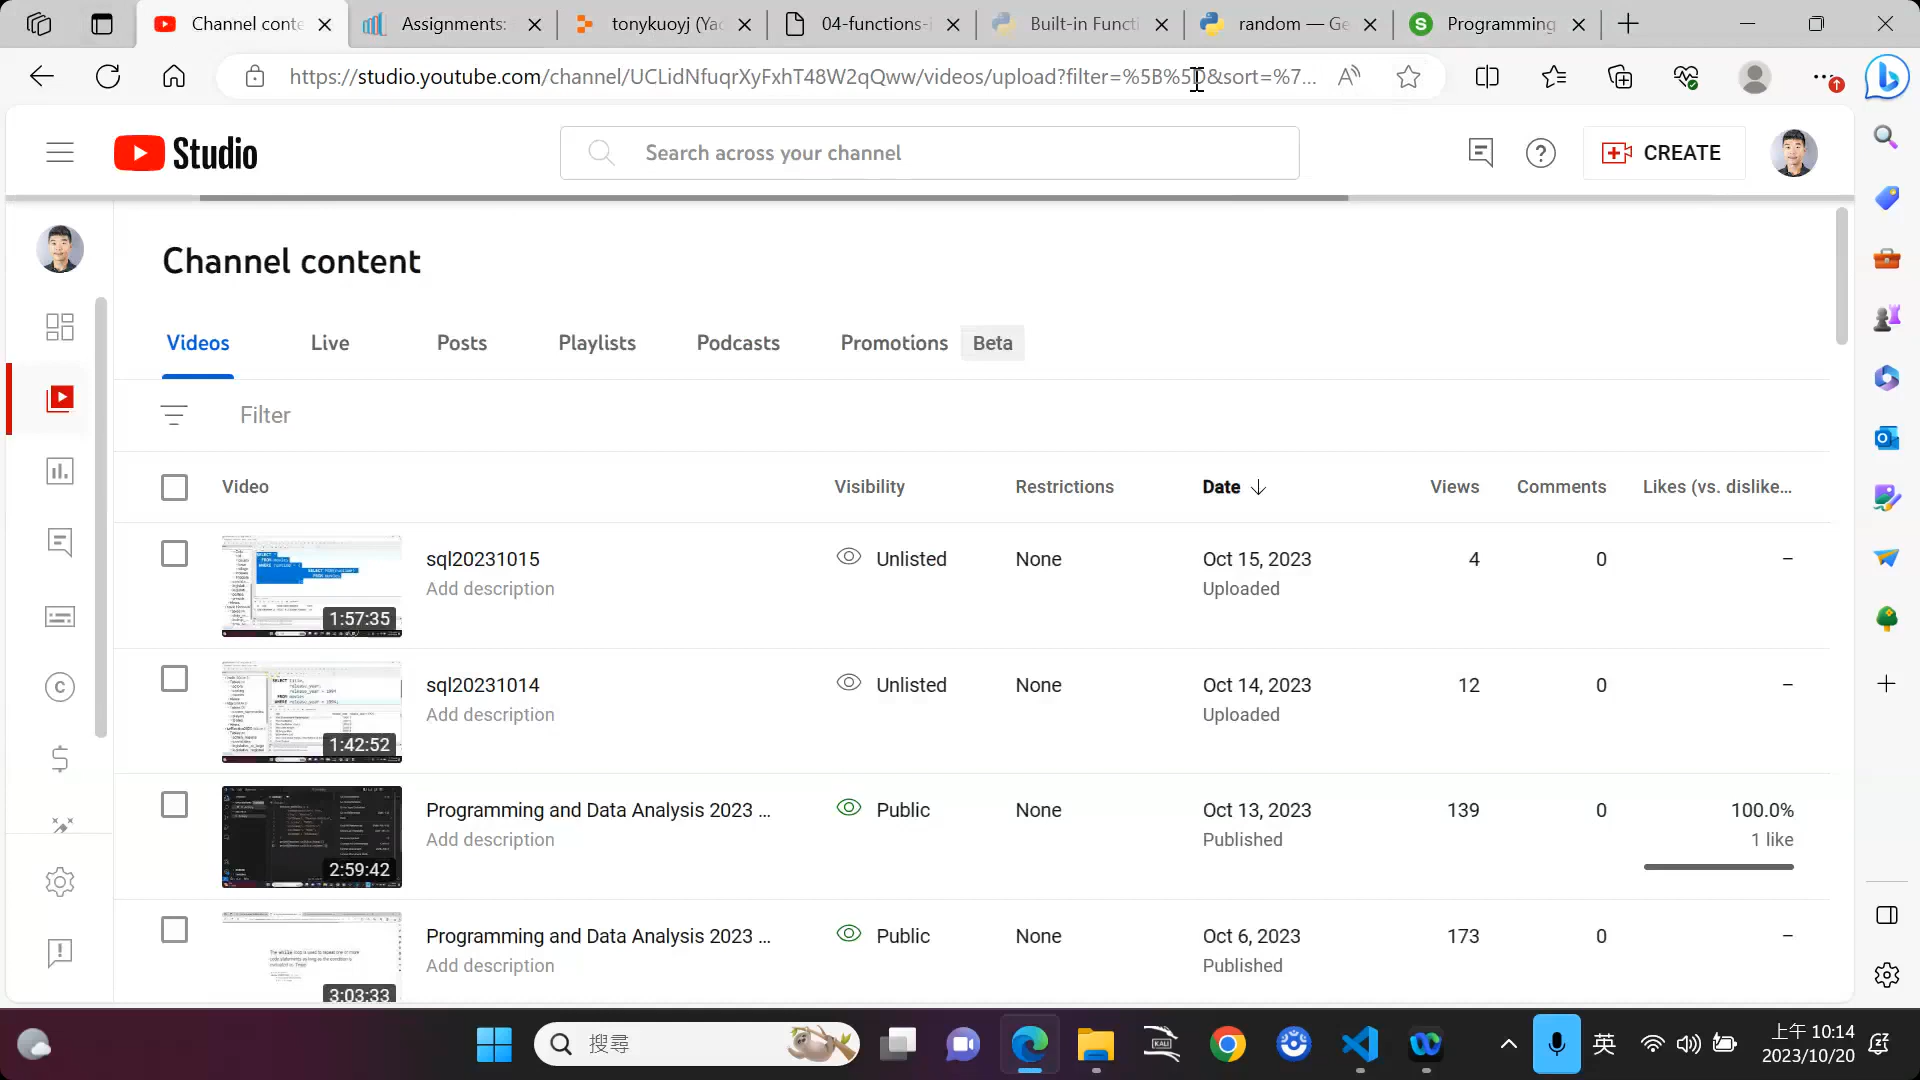 Channel conte
Assignments:
tonykuoyj (Yac
04-functions-i
Built-in Functi
random — Ge
Programming
https://studio.youtube.com/channel/UCLidNfuqrXyFxhT48W2qQww/videos/upload?filter=%5B%5D&sort=%7...
Studio
Search across your channel
CREATE
Channel content
Videos
Live
Posts
Playlists
Podcasts
Promotions
Beta
Filter
Video
Visibility
Restrictions
Date
Views
Comments
Likes (vs. dislike...
1:57:35
sql20231015
Add description
Unlisted
None
Oct 15, 2023
Uploaded
4
0
–
1:42:52
sql20231014
Add description
Unlisted
None
Oct 14, 2023
Uploaded
12
0
–
2:59:42
Programming and Data Analysis 2023 ...
Add description
Public
None
Oct 13, 2023
Published
139
0
100.0%
1 like
3:03:33
Programming and Data Analysis 2023 ...
Add description
Public
None
Oct 6, 2023
Published
173
0
–
搜尋
英
上午 10:14
2023/10/20